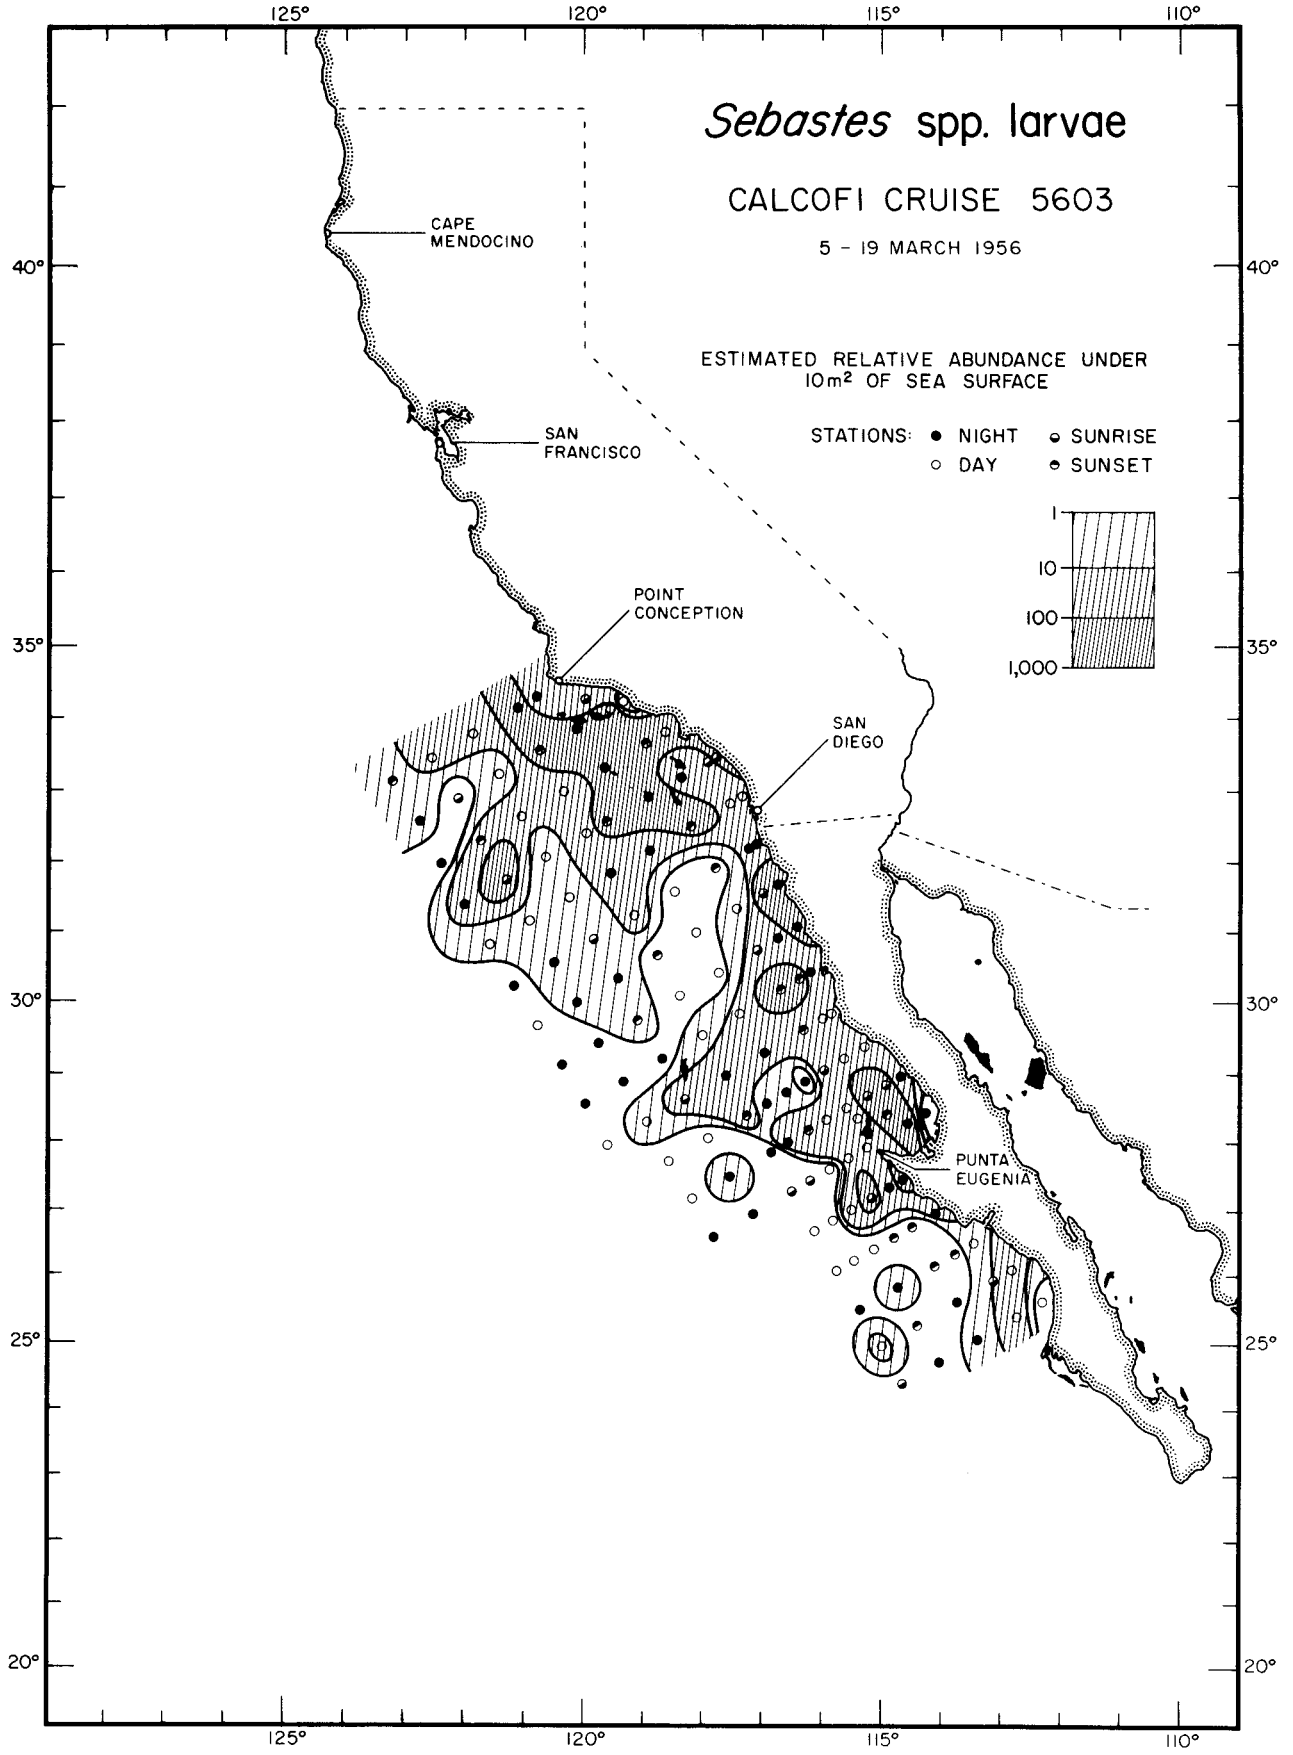 125° 120° 115° 110°
Sebastes spp. larvae
CALCOFI CRUISE 5603
5 – 19 MARCH 1956
CAPE
MENDOCINO
40° 40°
ESTIMATED RELATIVE ABUNDANCE UNDER
10m² OF SEA SURFACE
STATIONS: ● NIGHT ◒ SUNRISE
○ DAY ◓ SUNSET
SAN
FRANCISCO
1
10
100
1,000
POINT
CONCEPTION
35° 35°
SAN
DIEGO
30° 30°
PUNTA
EUGENIA
25° 25°
20° 20°
125° 120° 115° 110°